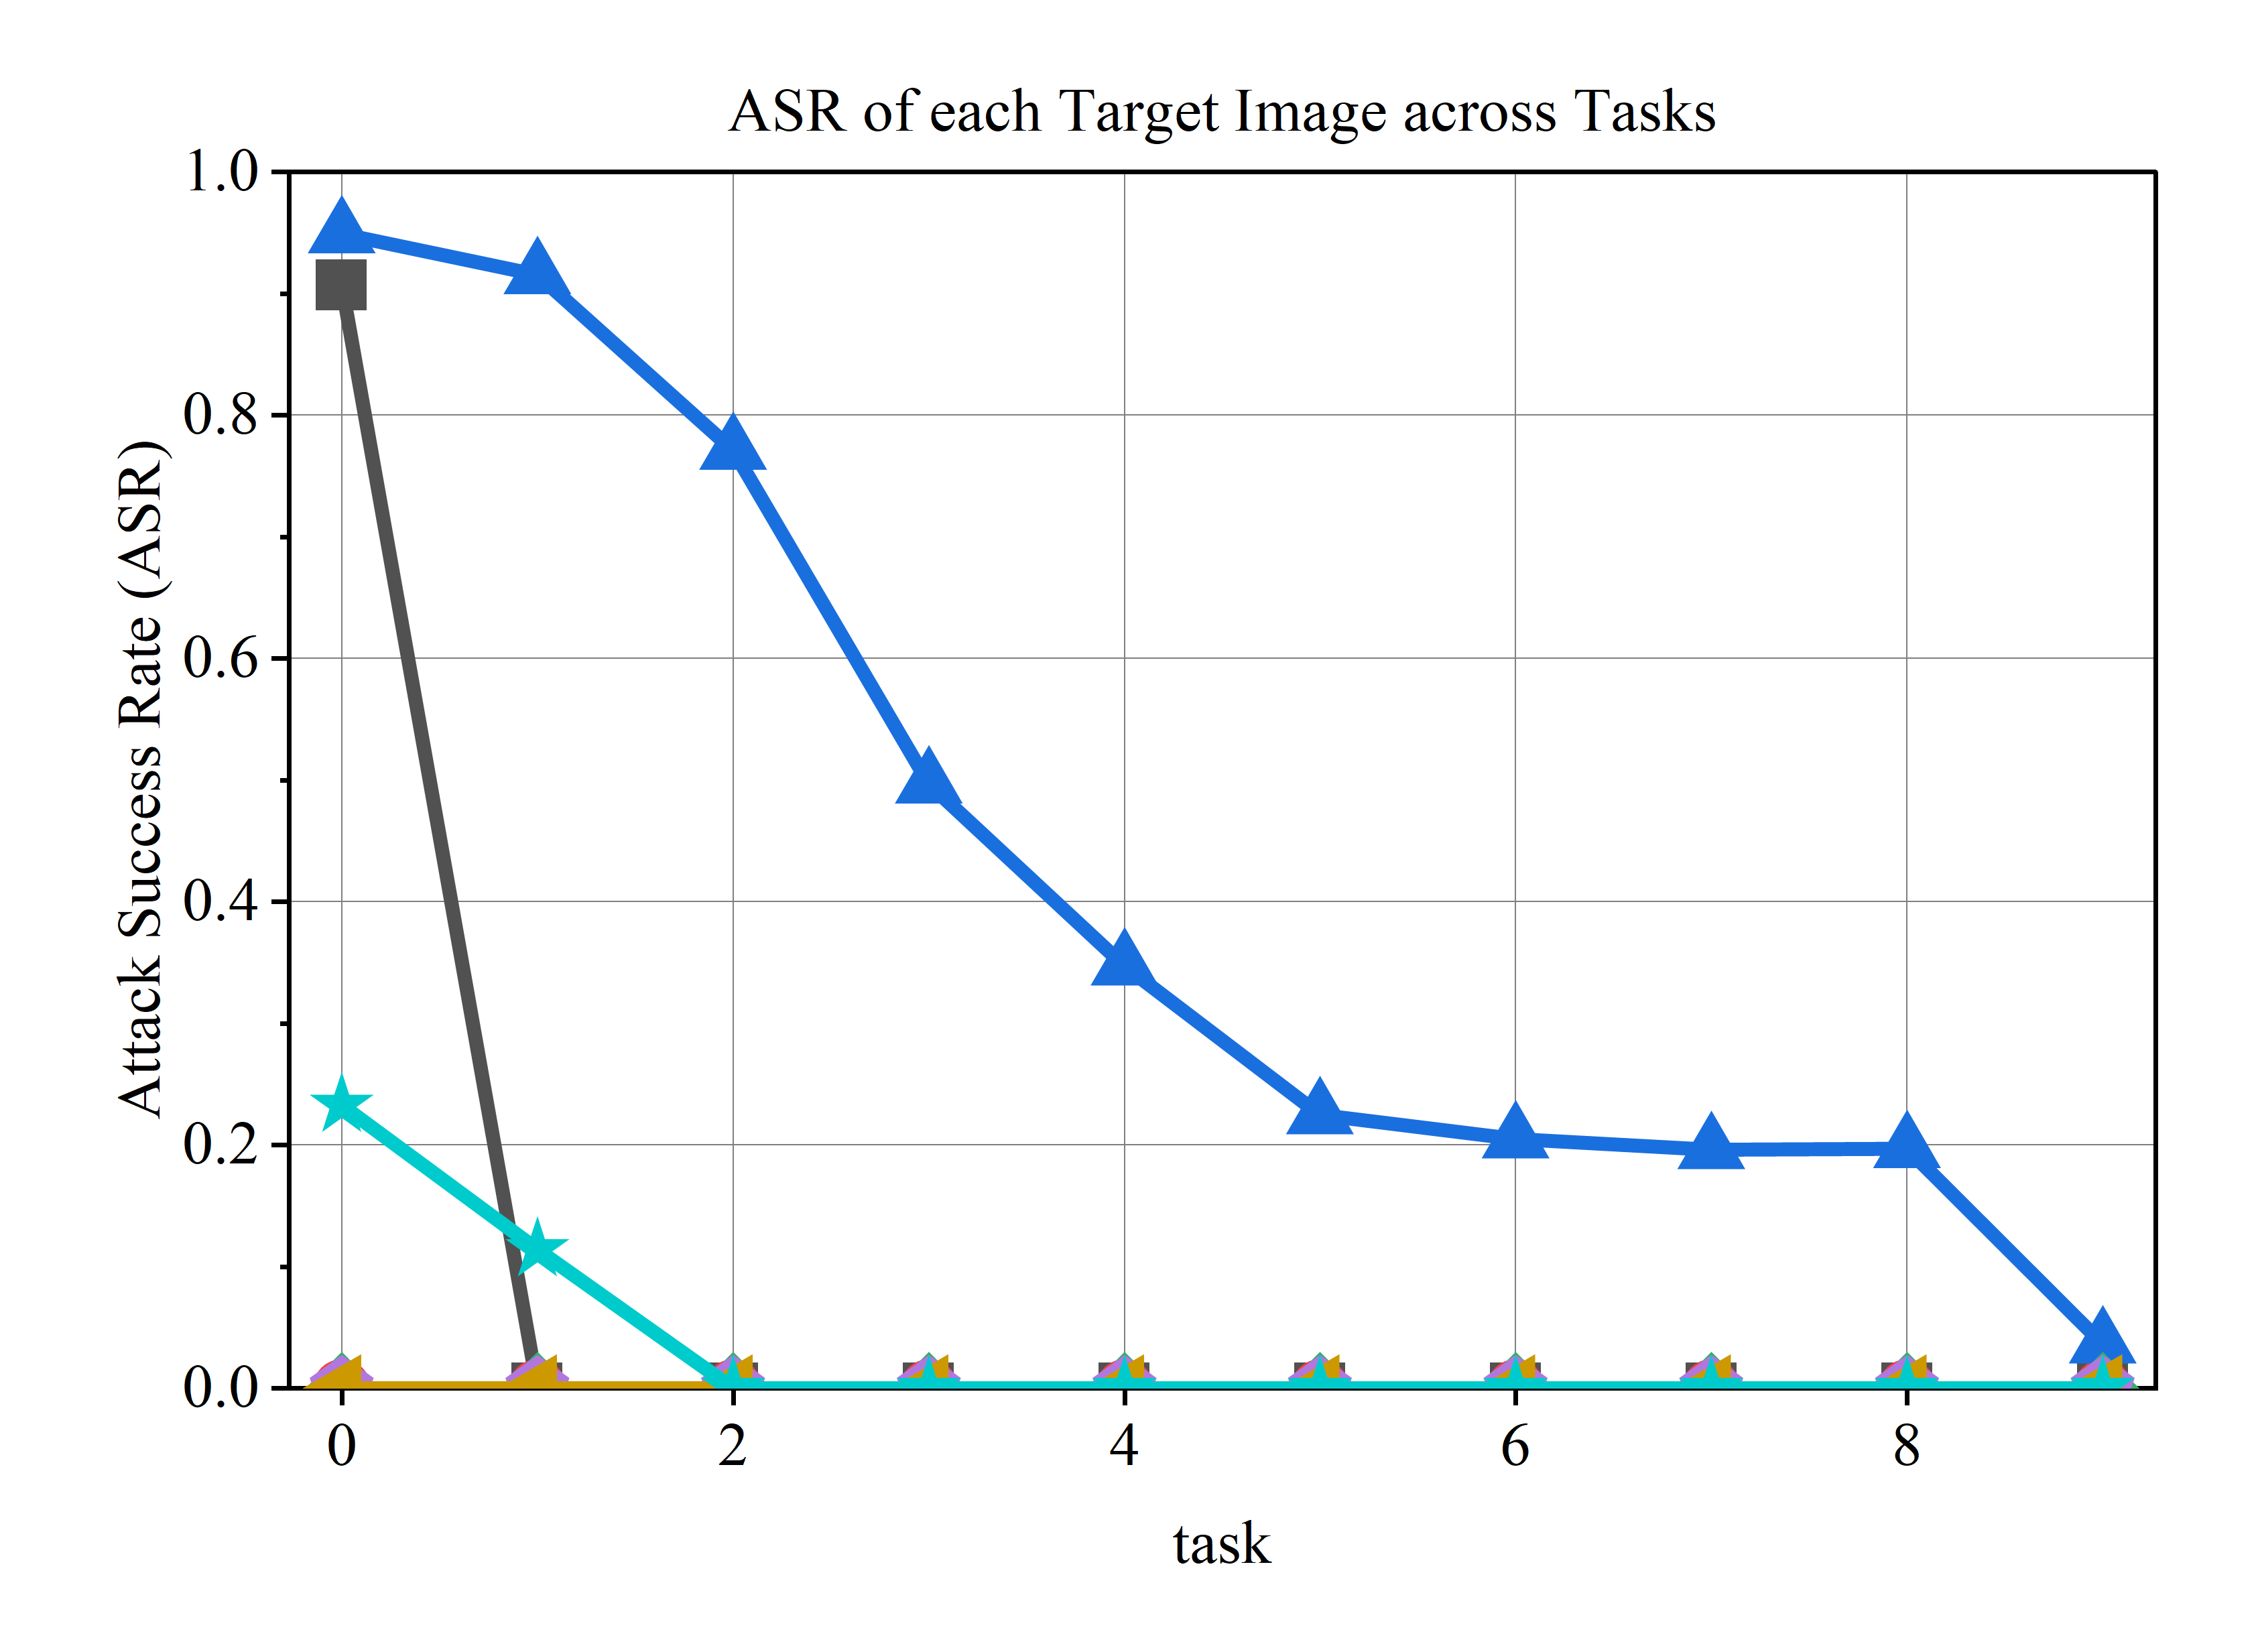 ASR of each Target Image across Tasks
Attack Success Rate (ASR)
1.0
0.8
0.6
0.4
0.2
0.0
0 2 4 6 8
task